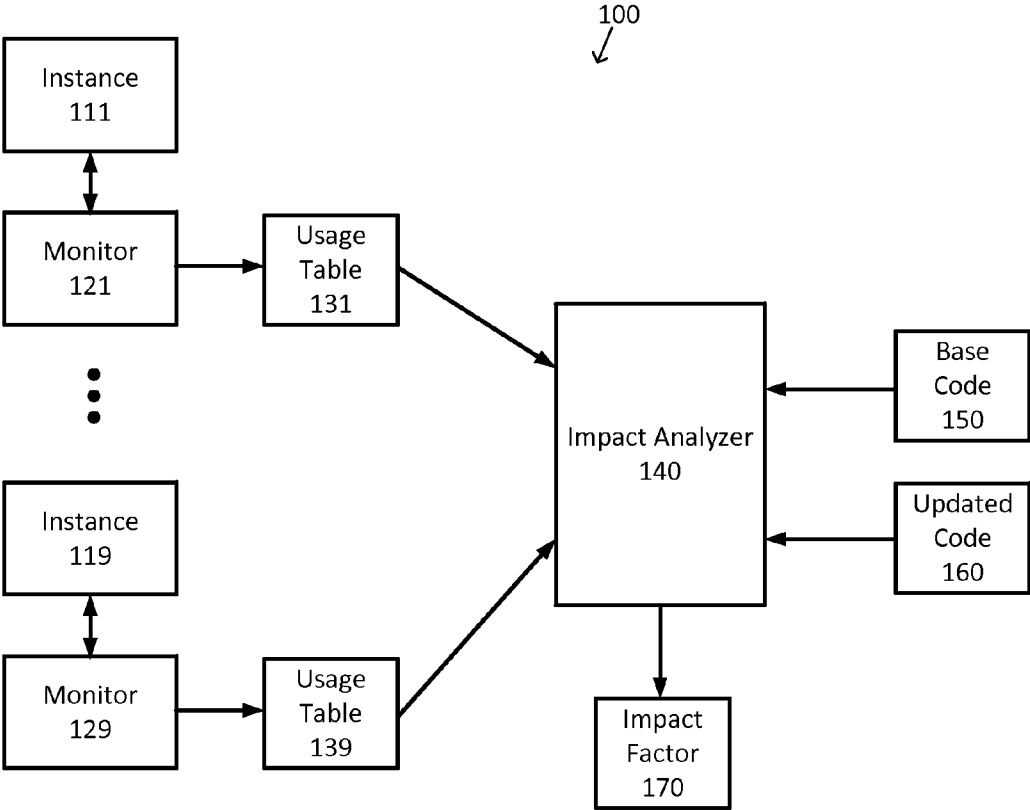 100
Instance
111
Monitor
121
Usage
Table
131
Impact Analyzer
140
Base
Code
150
Updated
Code
160
Instance
119
Monitor
129
Usage
Table
139
Impact
Factor
170